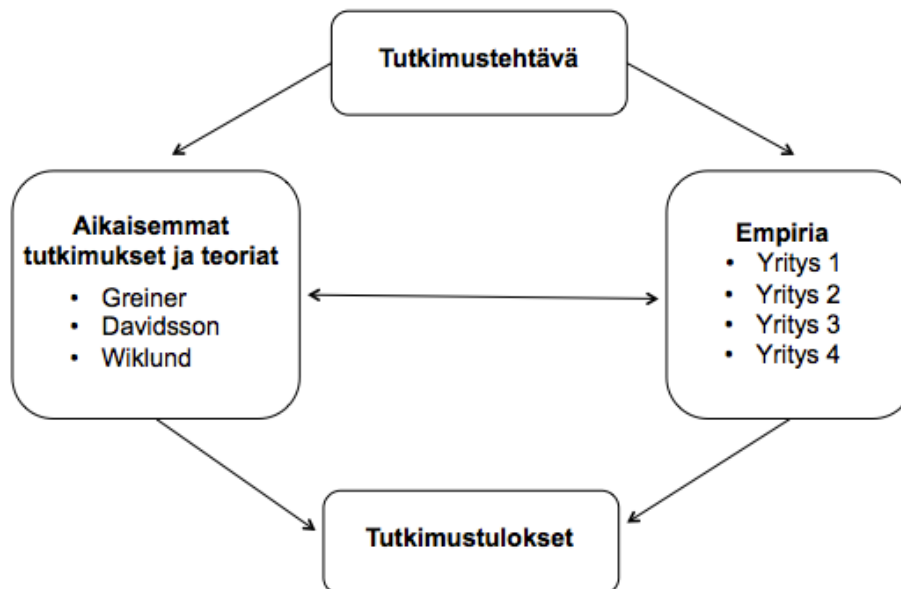 Tutkimustehtävä
Aikaisemmat
tutkimukset ja teoriat
• Greiner
• Davidsson
• Wiklund
Empiria
• Yritys 1
• Yritys 2
• Yritys 3
• Yritys 4
Tutkimustulokset